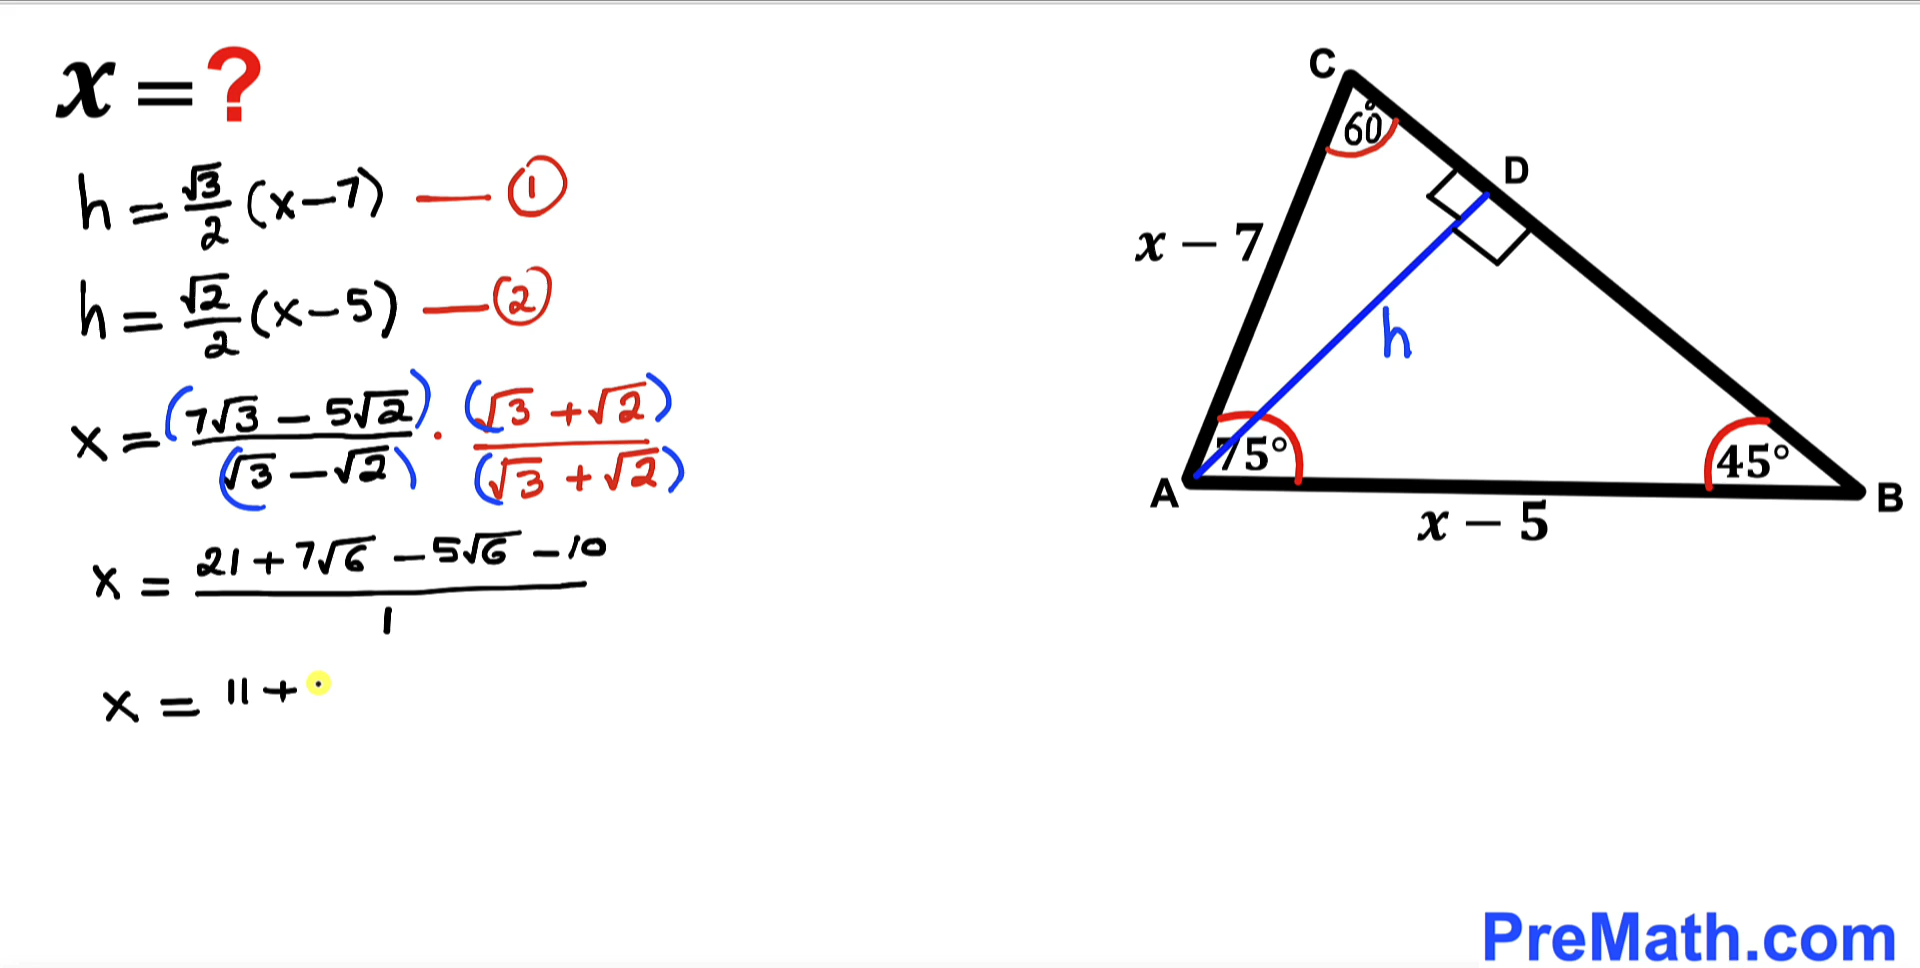 x = ?
h = √3/2 (x – 7) — ①
h = √2/2 (x – 5) — ②
x = (7√3 – 5√2)/(√3 – √2) · (√3 + √2)/(√3 + √2)
x = (21 + 7√6 – 5√6 – 10)/1
x = 11 +
C
60°
D
x – 7
h
75°
45°
A
B
x – 5
PreMath.com